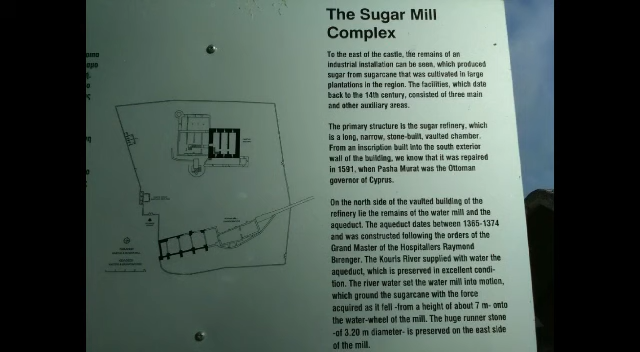 The Sugar Mill
Complex
To the east of the castle, the remains of an
industrial installation can be seen, which produced
sugar from sugarcane that was cultivated in large
plantations in the region. The facilities, which date
back to the 14th century, consisted of three main
and other auxiliary areas.
The primary structure is the sugar refinery, which
is a long, narrow, stone-built, vaulted chamber.
From an inscription built into the south exterior
wall of the building, we know that it was repaired
in 1591, when Pasha Murat was the Ottoman
governor of Cyprus.
On the north side of the vaulted building of the
refinery lie the remains of the water mill and the
aqueduct. The aqueduct dates between 1365-1374
and was constructed following the orders of the
Grand Master of the Hospitallers Raymond
Berenger. The Kouris River supplied with water the
aqueduct, which is preserved in excellent condi-
tion. The river water set the water mill into motion,
which ground the sugarcane with the force
acquired as it fell -from a height of about 7 m- onto
the water-wheel of the mill. The huge runner stone
-of 3.20 m diameter- is preserved on the east side
of the mill.